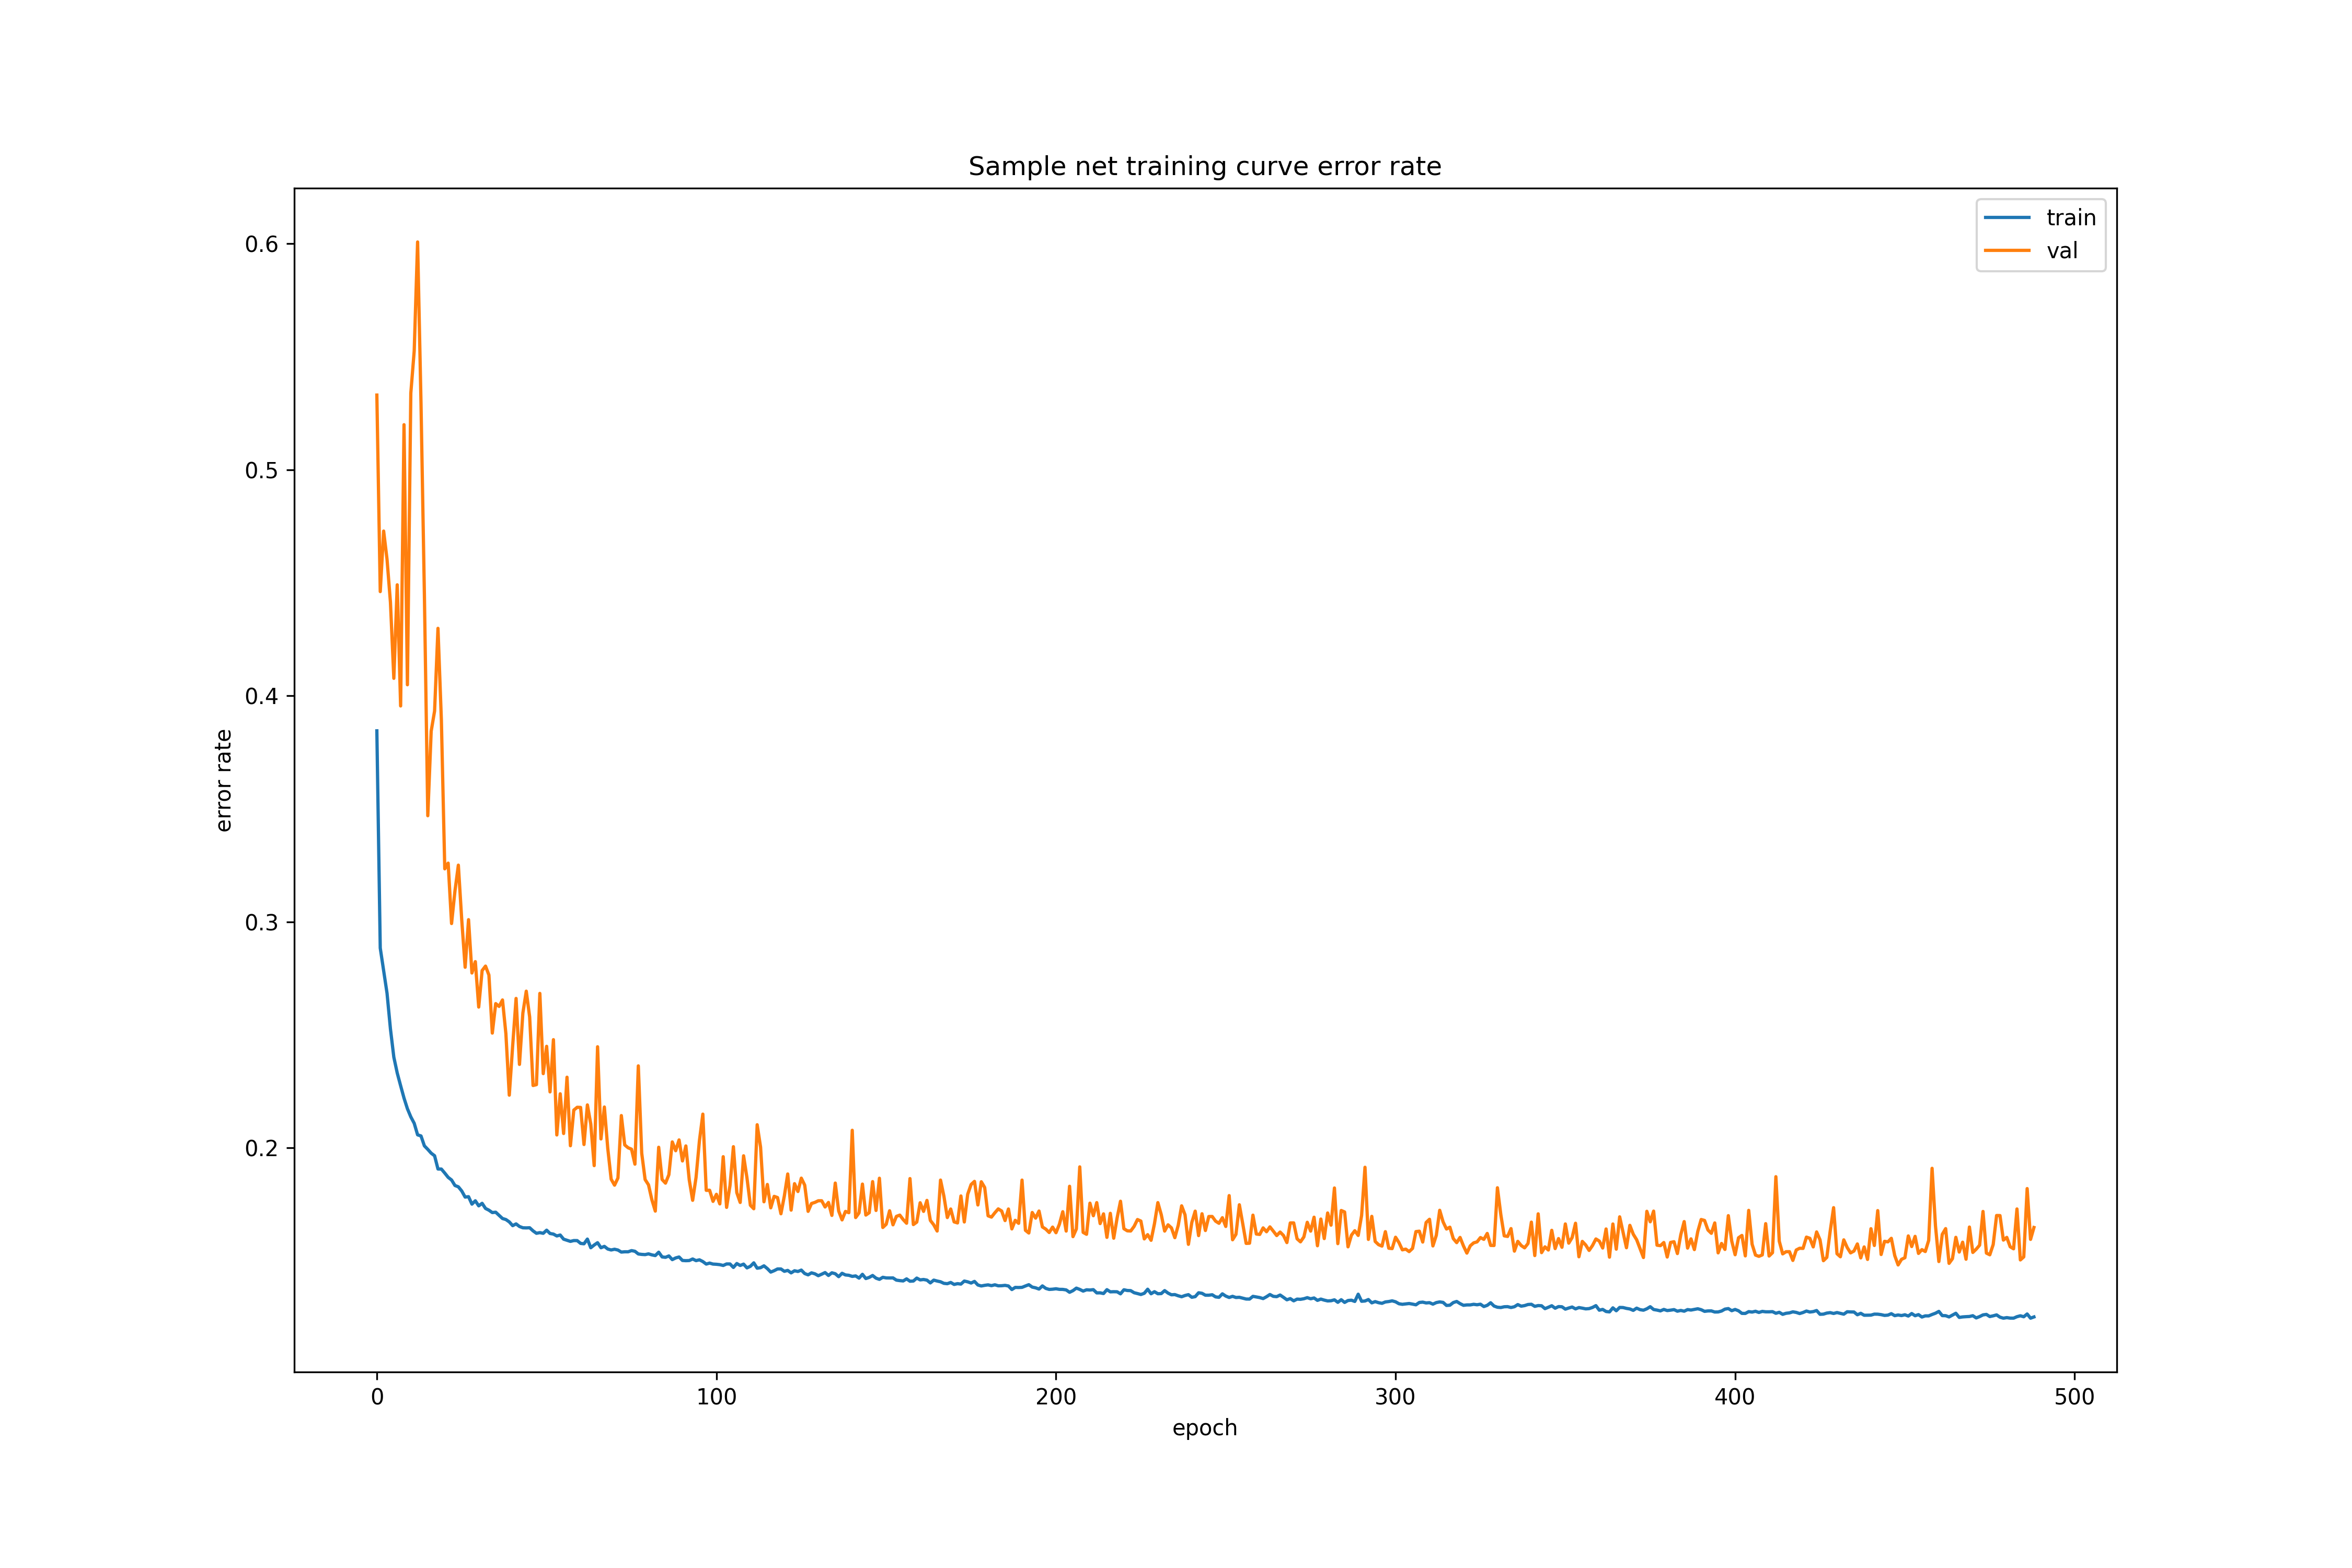 Sample net training curve error rate
train
val
0.6
0.5
0.4
0.3
0.2
error rate
0 100 200 300 400 500
epoch